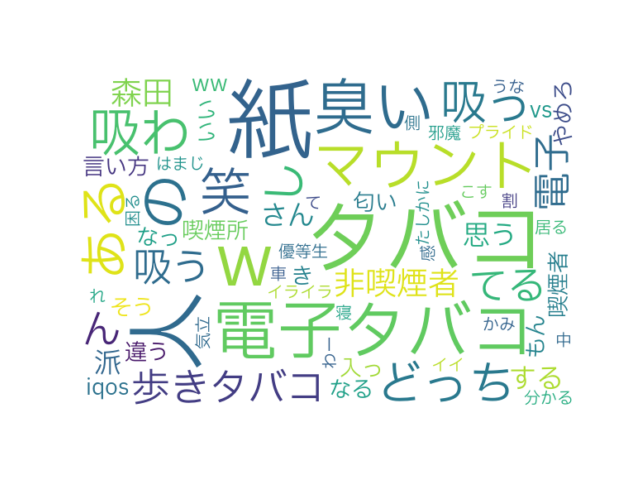 森田
ww
紙
臭い
吸っ
うな
vs
やめろ
吸わ
側
邪魔
プライド
電子
言い方
はまじ
マウント
ある
の
笑
し
匂い
たしかに
こす
割
困る
なっ
喫煙所
さん
て
タバコ
感
思う
居る
吸う
w
優等生
車
き
非喫煙者
てる
喫煙者
れ
そう
人
イライラ
ん
気立
電子タバコ
寝
かみ
もん
中
派
違う
わー
入っ
イイ
iqos
歩きタバコ
なる
どっち
する
分かる